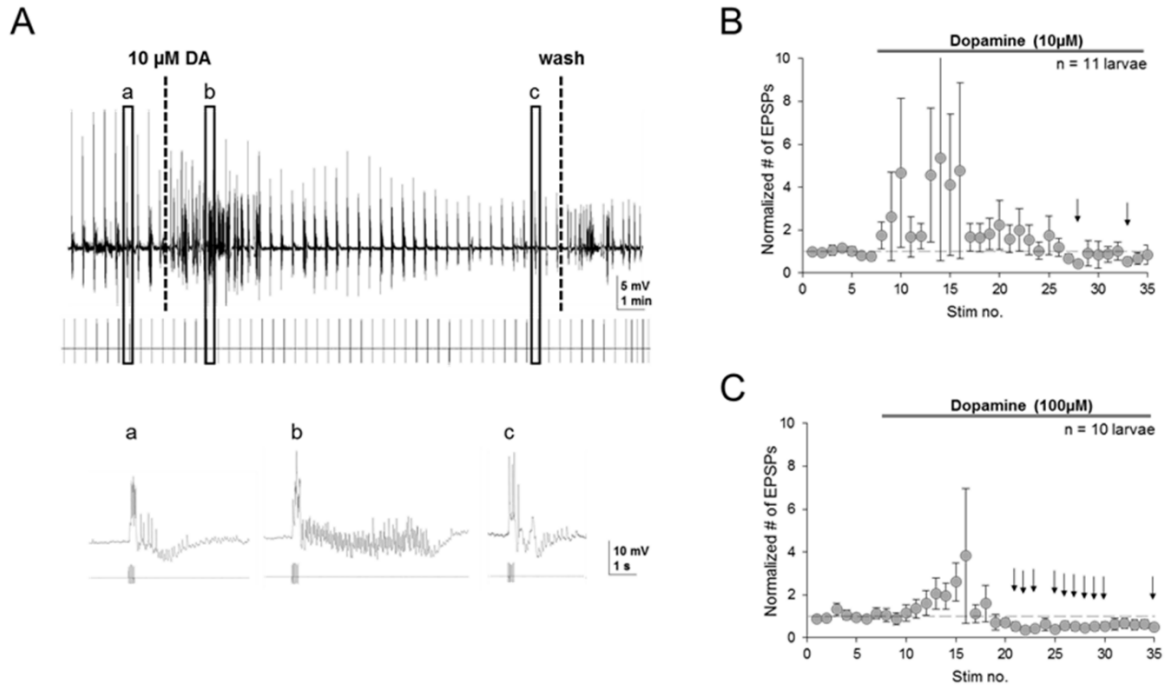 A
10 µM DA
wash
a
b
c
5 mV
1 min
a
b
c
10 mV
1 s
B
Dopamine (10µM)
n = 11 larvae
Normalized # of EPSPs
10
8
6
4
2
0
0 5 10 15 20 25 30 35
Stim no.
C
Dopamine (100µM)
n = 10 larvae
Normalized # of EPSPs
10
8
6
4
2
0
0 5 10 15 20 25 30 35
Stim no.